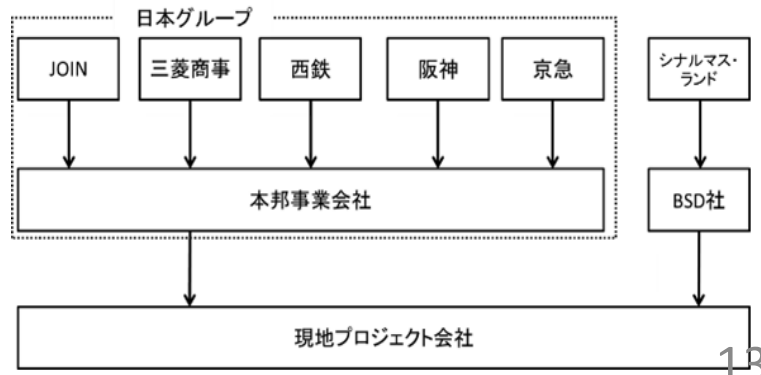 日本グループ
JOIN
三菱商事
西鉄
阪神
京急
シナルマス・
ランド
本邦事業会社
BSD社
現地プロジェクト会社
13